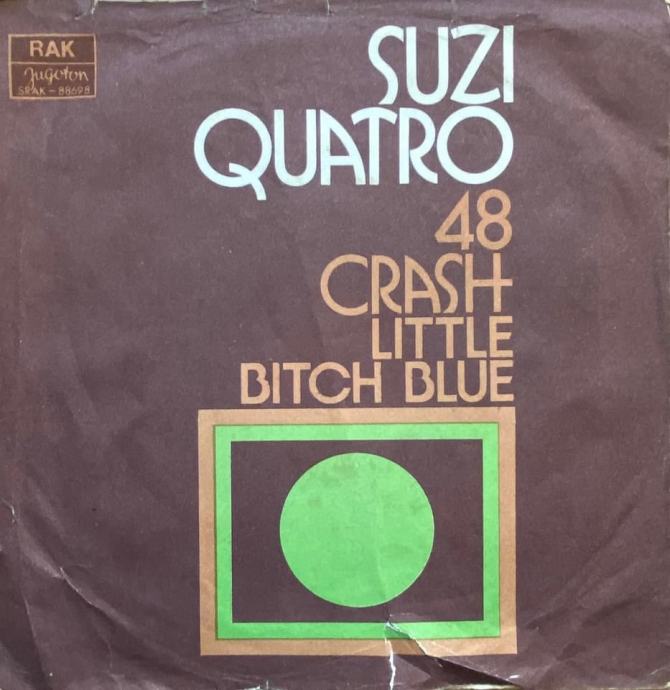 RAK
Jugoton
SRAK - 88698
SUZI
QUATRO
48
CRASH
LITTLE
BITCH BLUE